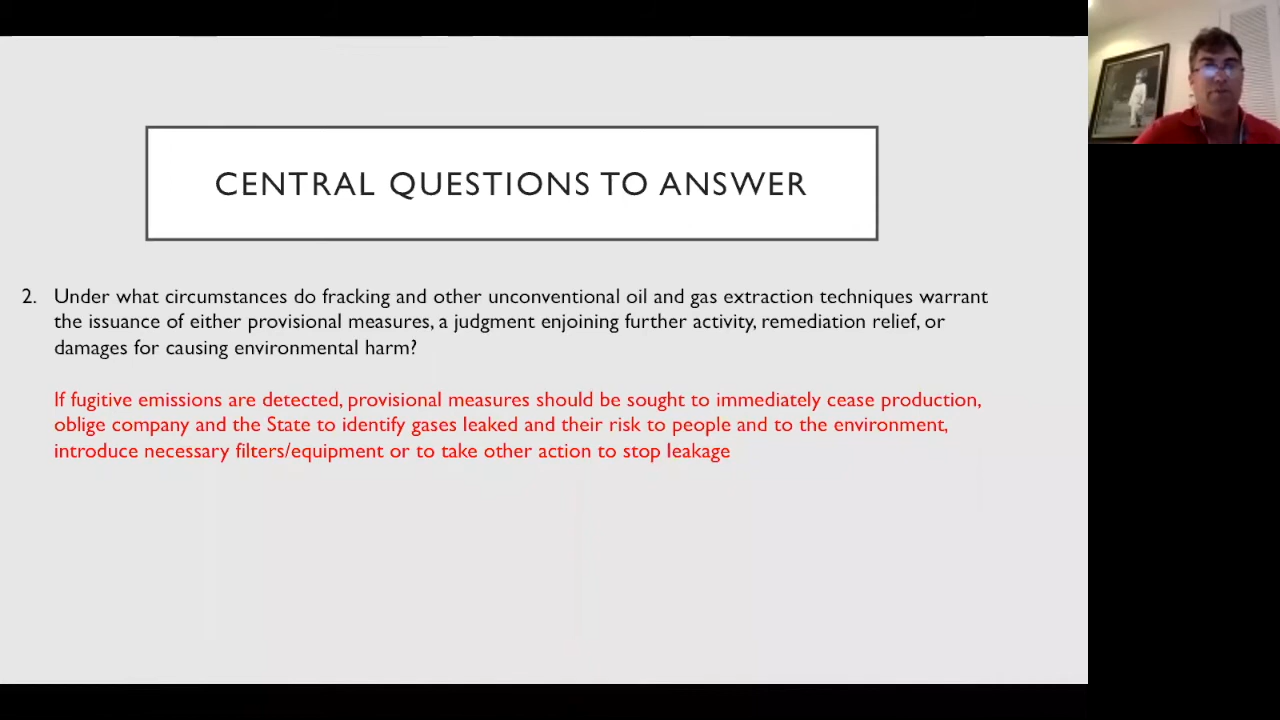 CENTRAL QUESTIONS TO ANSWER
2. Under what circumstances do fracking and other unconventional oil and gas extraction techniques warrant
the issuance of either provisional measures, a judgment enjoining further activity, remediation relief, or
damages for causing environmental harm?
If fugitive emissions are detected, provisional measures should be sought to immediately cease production,
oblige company and the State to identify gases leaked and their risk to people and to the environment,
introduce necessary filters/equipment or to take other action to stop leakage